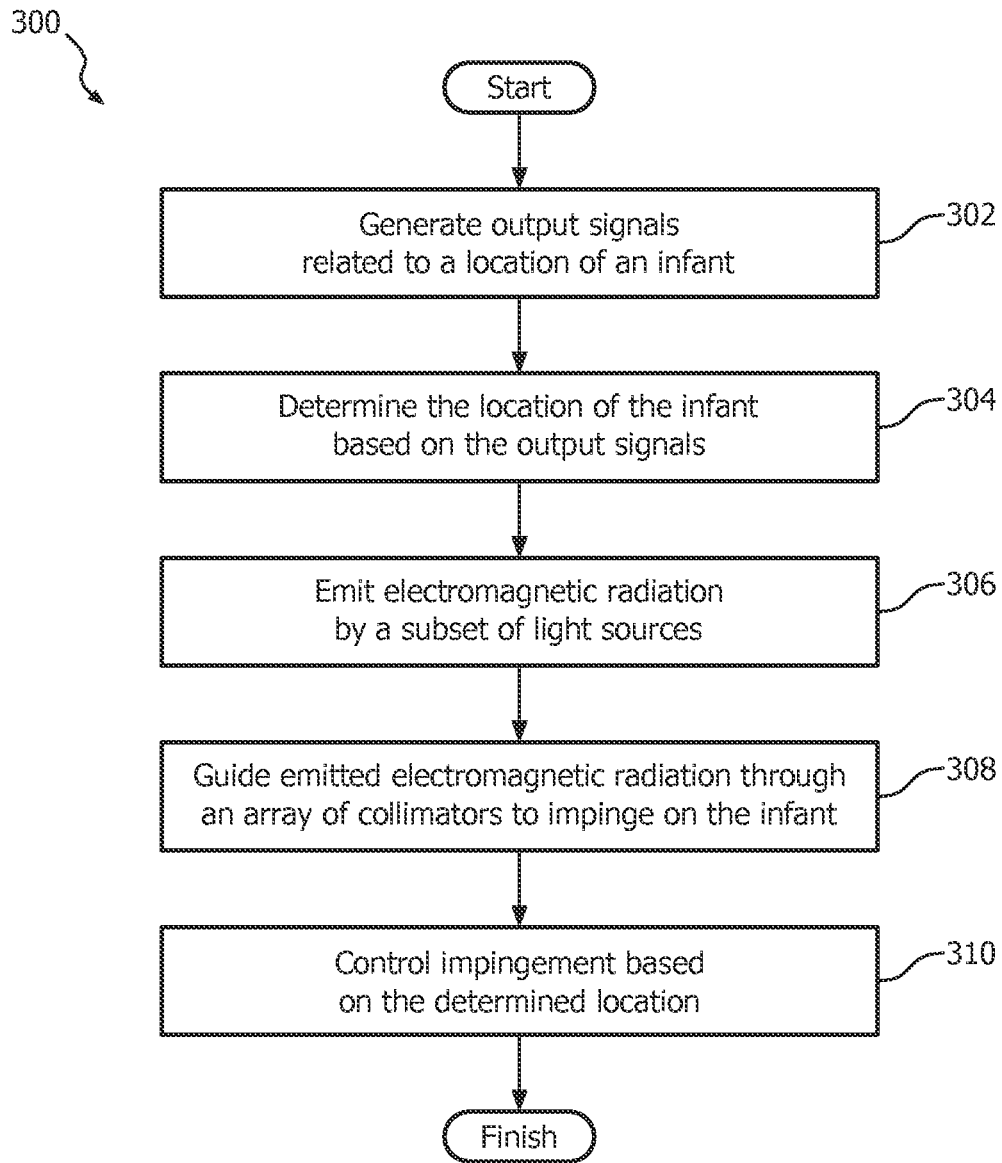 300
Start
Generate output signals
related to a location of an infant
302
Determine the location of the infant
based on the output signals
304
Emit electromagnetic radiation
by a subset of light sources
306
Guide emitted electromagnetic radiation through
an array of collimators to impinge on the infant
308
Control impingement based
on the determined location
310
Finish